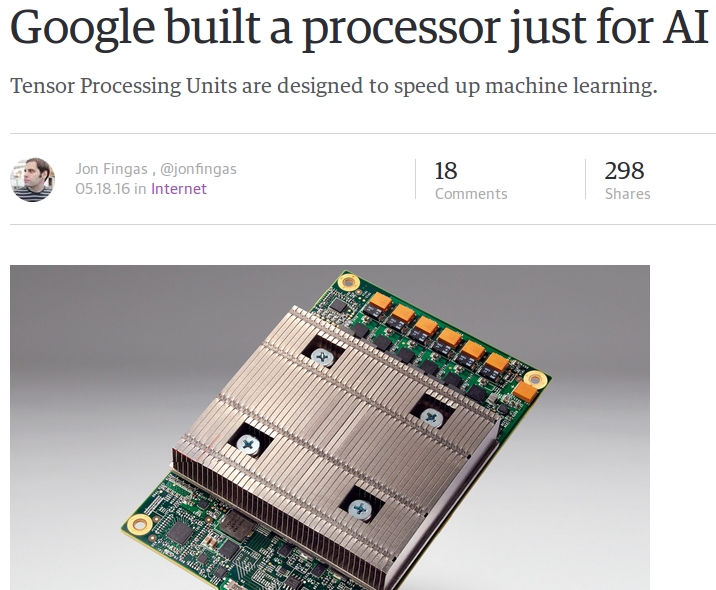 Google built a processor just for AI
Tensor Processing Units are designed to speed up machine learning.
Jon Fingas , @jonfingas
05.18.16 in Internet
18
Comments
298
Shares